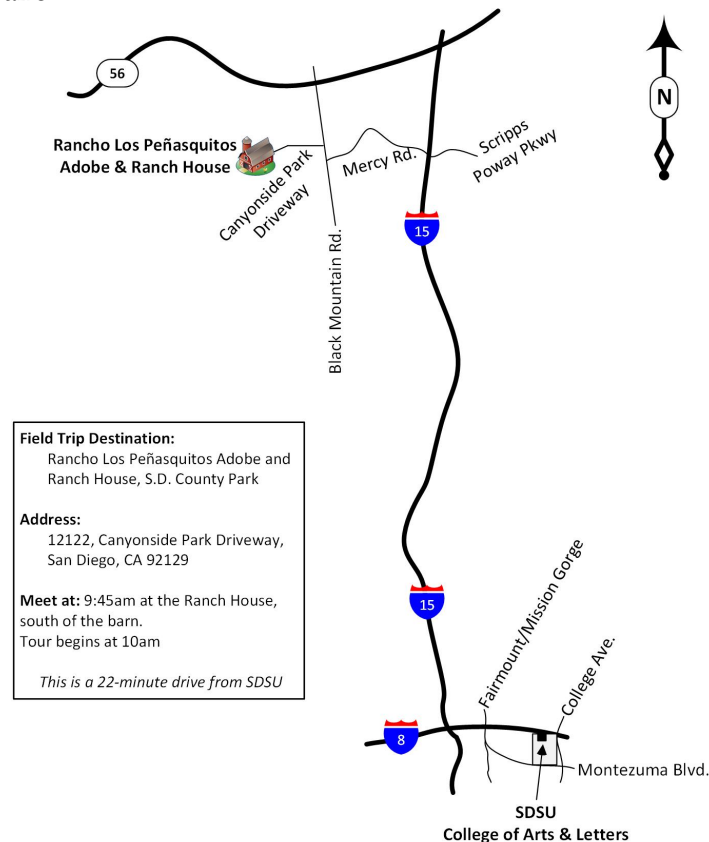 56
N
Rancho Los Peñasquitos
Adobe & Ranch House
Canyonside Park
Driveway
Mercy Rd.
Scripps
Poway Pkwy
15
Black Mountain Rd.
Field Trip Destination:
Rancho Los Peñasquitos Adobe and
Ranch House, S.D. County Park
Address:
12122, Canyonside Park Driveway,
San Diego, CA 92129
Meet at: 9:45am at the Ranch House,
south of the barn.
Tour begins at 10am
This is a 22-minute drive from SDSU
15
Fairmount/Mission Gorge
College Ave.
8
Montezuma Blvd.
SDSU
College of Arts & Letters